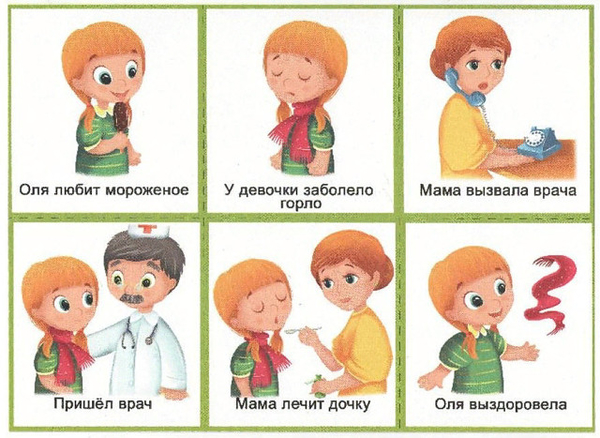 Оля любит мороженое
У девочки заболело
горло
Мама вызвала врача
Пришёл врач
Мама лечит дочку
Оля выздоровела